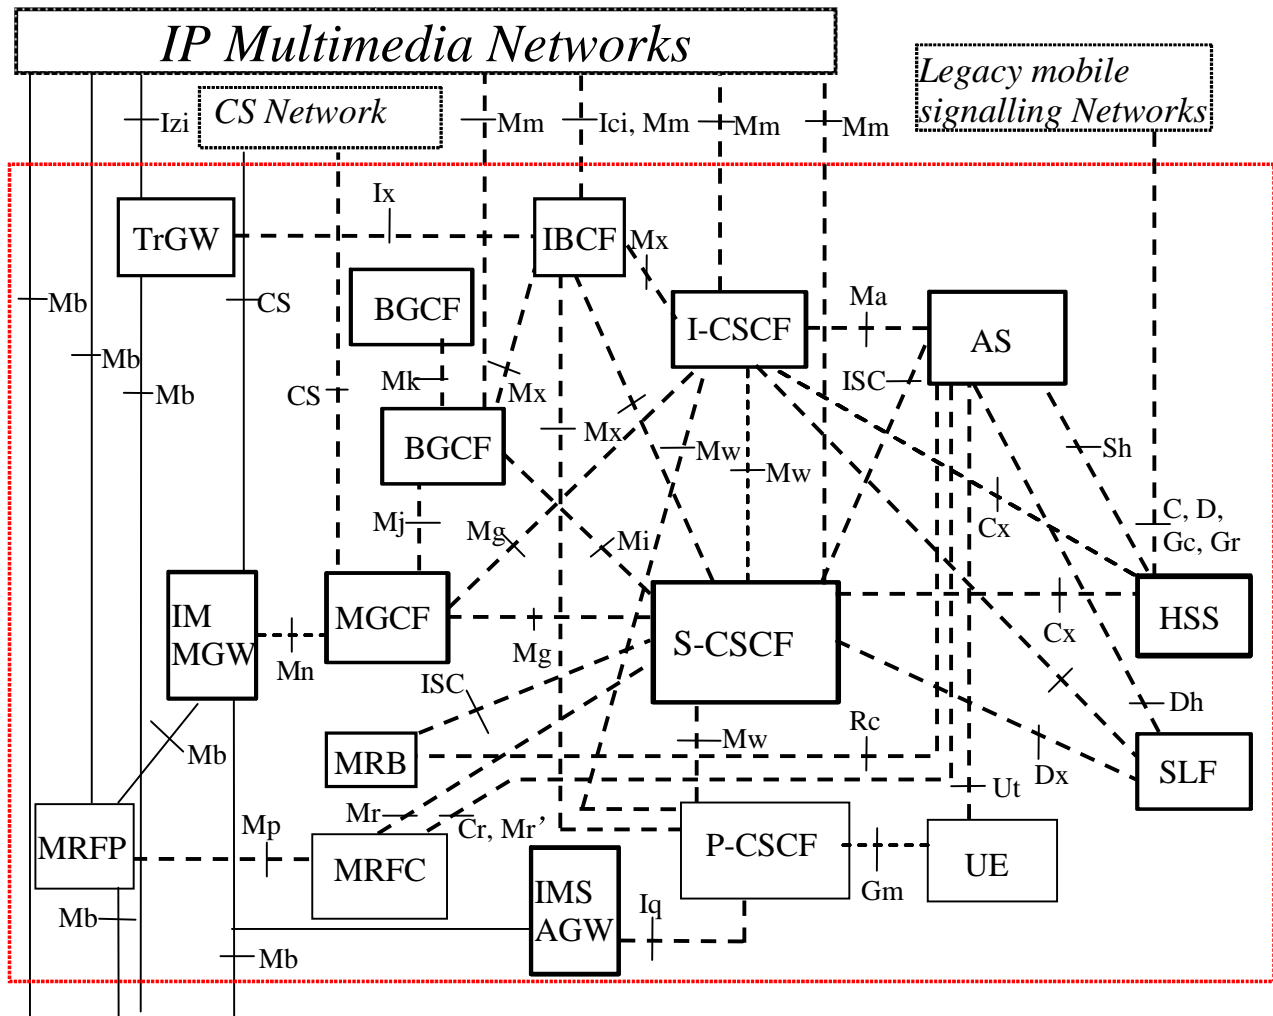 IP Multimedia Networks
Legacy mobile
signalling Networks
CS Network
Izi
Mm
Ici, Mm
Mm
Mm
Ix
TrGW
IBCF
Mx
Mb
CS
BGCF
I-CSCF
Ma
AS
Mb
Mb
Mk
CS
Mx
ISC
BGCF
Mx
Mw
Mw
Sh
Cx
C, D,
Gc, Gr
Mj
Mg
Mi
IM
MGW
MGCF
Mn
Mg
S-CSCF
Cx
HSS
ISC
Mb
MRB
Mw
Rc
Dh
Dx
SLF
Ut
Mr
Cr, Mr’
MRFP
Mp
MRFC
P-CSCF
Gm
UE
IMS
AGW
Iq
Mb
Mb